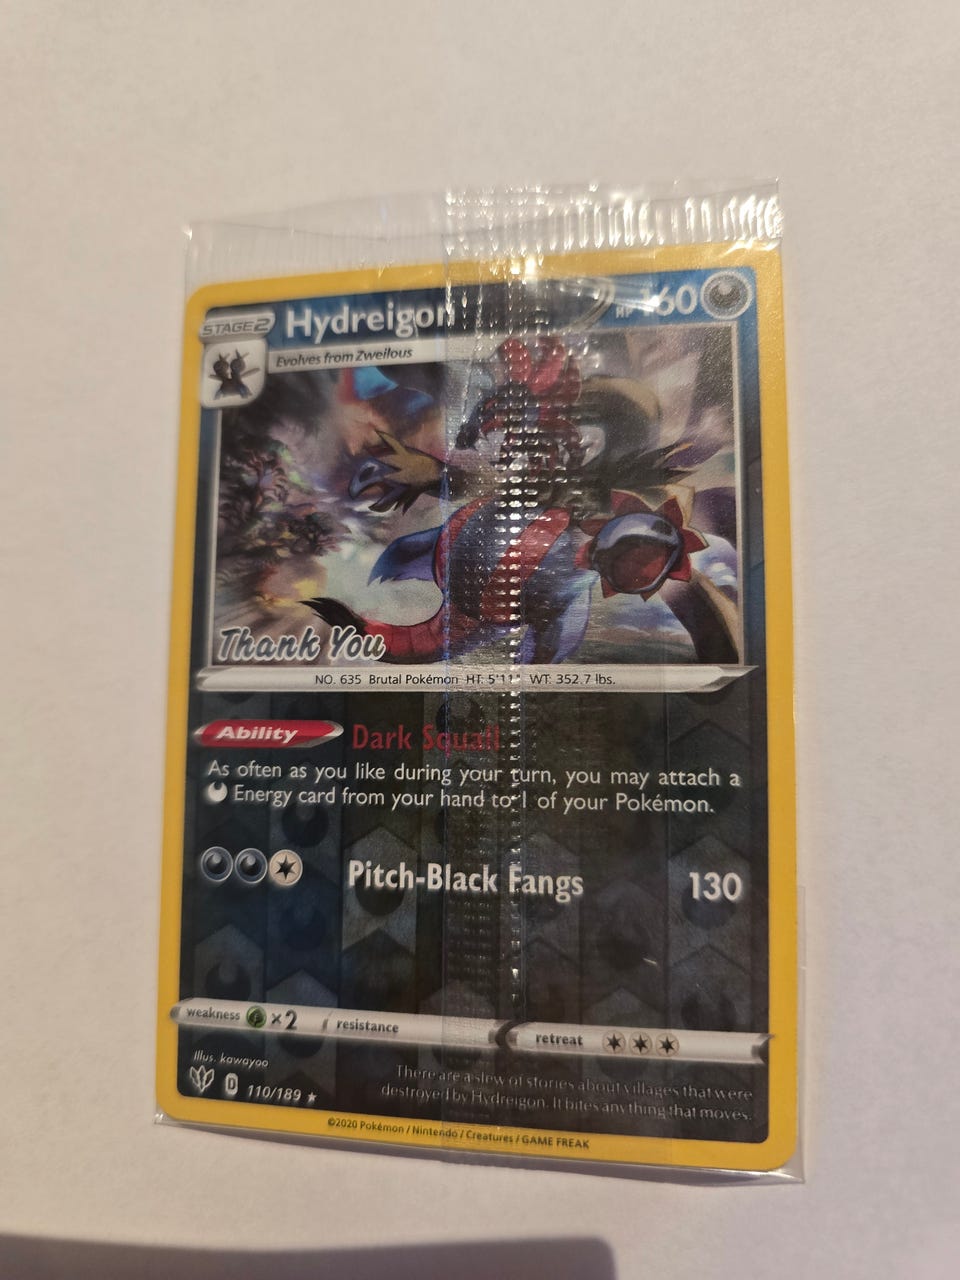 STAGE 2 Hydreigon HP 160
Evolves from Zweilous
Thank You
NO. 635 Brutal Pokémon HT: 5'11" WT: 352.7 lbs.
Ability Dark Squall
As often as you like during your turn, you may attach a
Energy card from your hand to 1 of your Pokémon.
Pitch-Black Fangs 130
weakness ×2 resistance retreat
Illus. kawayoo
There are a slew of stories about villages that were
destroyed by Hydreigon. It bites anything that moves.
D 110/189 ★
©2020 Pokémon / Nintendo / Creatures / GAME FREAK